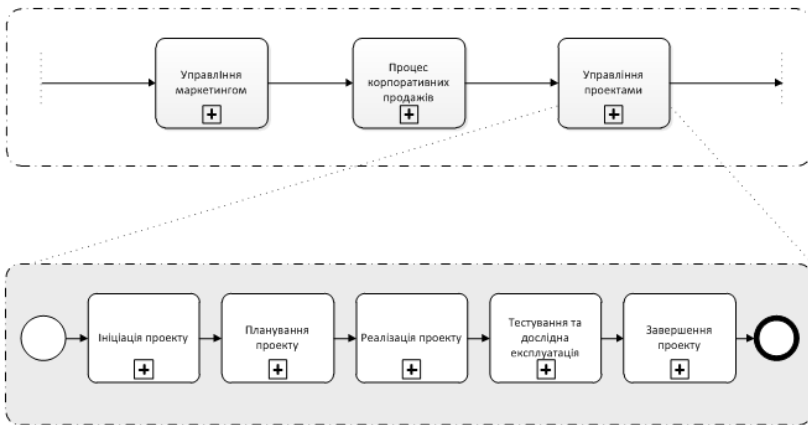 Управління
маркетингом
Процес
корпоративних
продажів
Управління
проектами
Ініціація проекту
Планування
проекту
Реалізація проекту
Тестування та
дослідна
експлуатація
Завершення
проекту